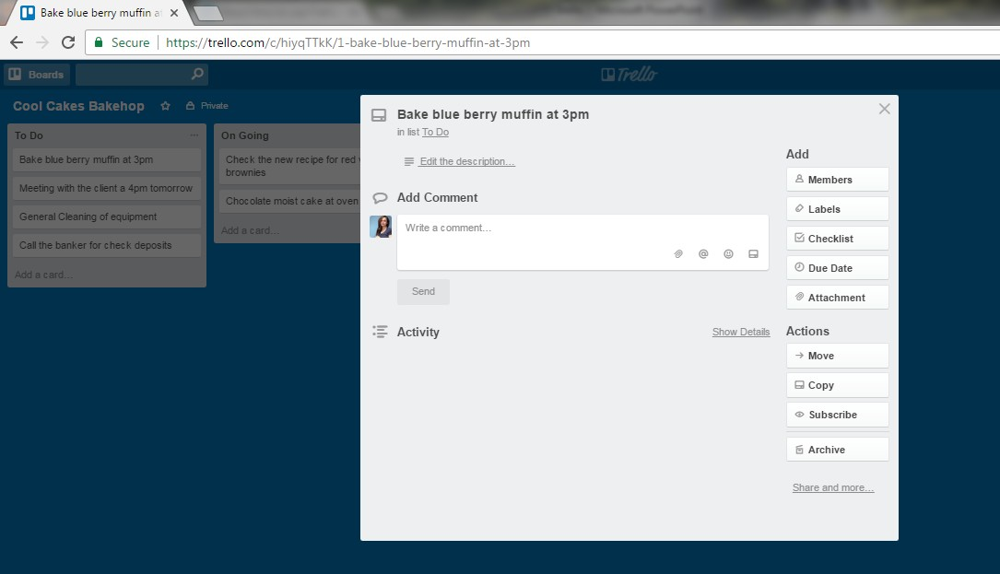 Bake blue berry muffin a
Secure
https://trello.com/c/hiyqTTkK/1-bake-blue-berry-muffin-at-3pm
Boards
Trello
Cool Cakes Bakehop
Private
To Do
Bake blue berry muffin at 3pm
Meeting with the client a 4pm tomorrow
General Cleaning of equipment
Call the banker for check deposits
Add a card…
On Going
Check the new recipe for red
brownies
Chocolate moist cake at oven
Add a card…
Bake blue berry muffin at 3pm
in list To Do
Edit the description…
Add Comment
Write a comment…
Send
Activity
Show Details
Add
Members
Labels
Checklist
Due Date
Attachment
Actions
Move
Copy
Subscribe
Archive
Share and more…